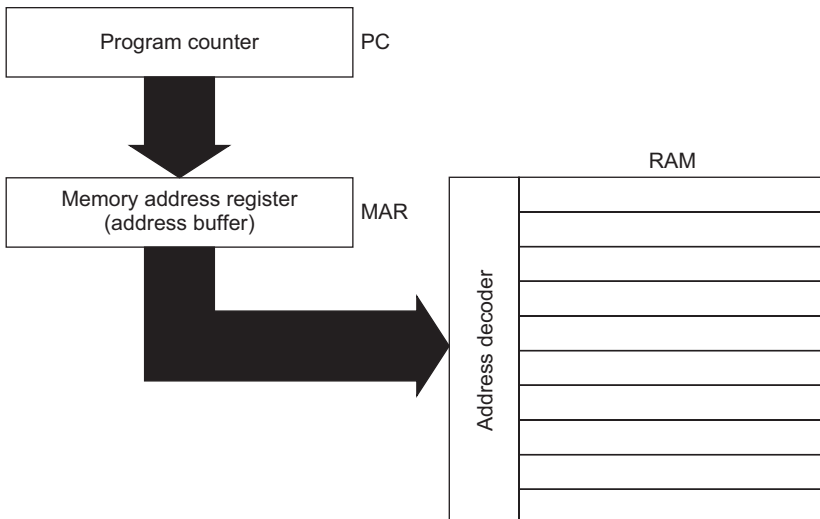 Program counter
PC
RAM
Memory address register
(address buffer)
MAR
Address decoder